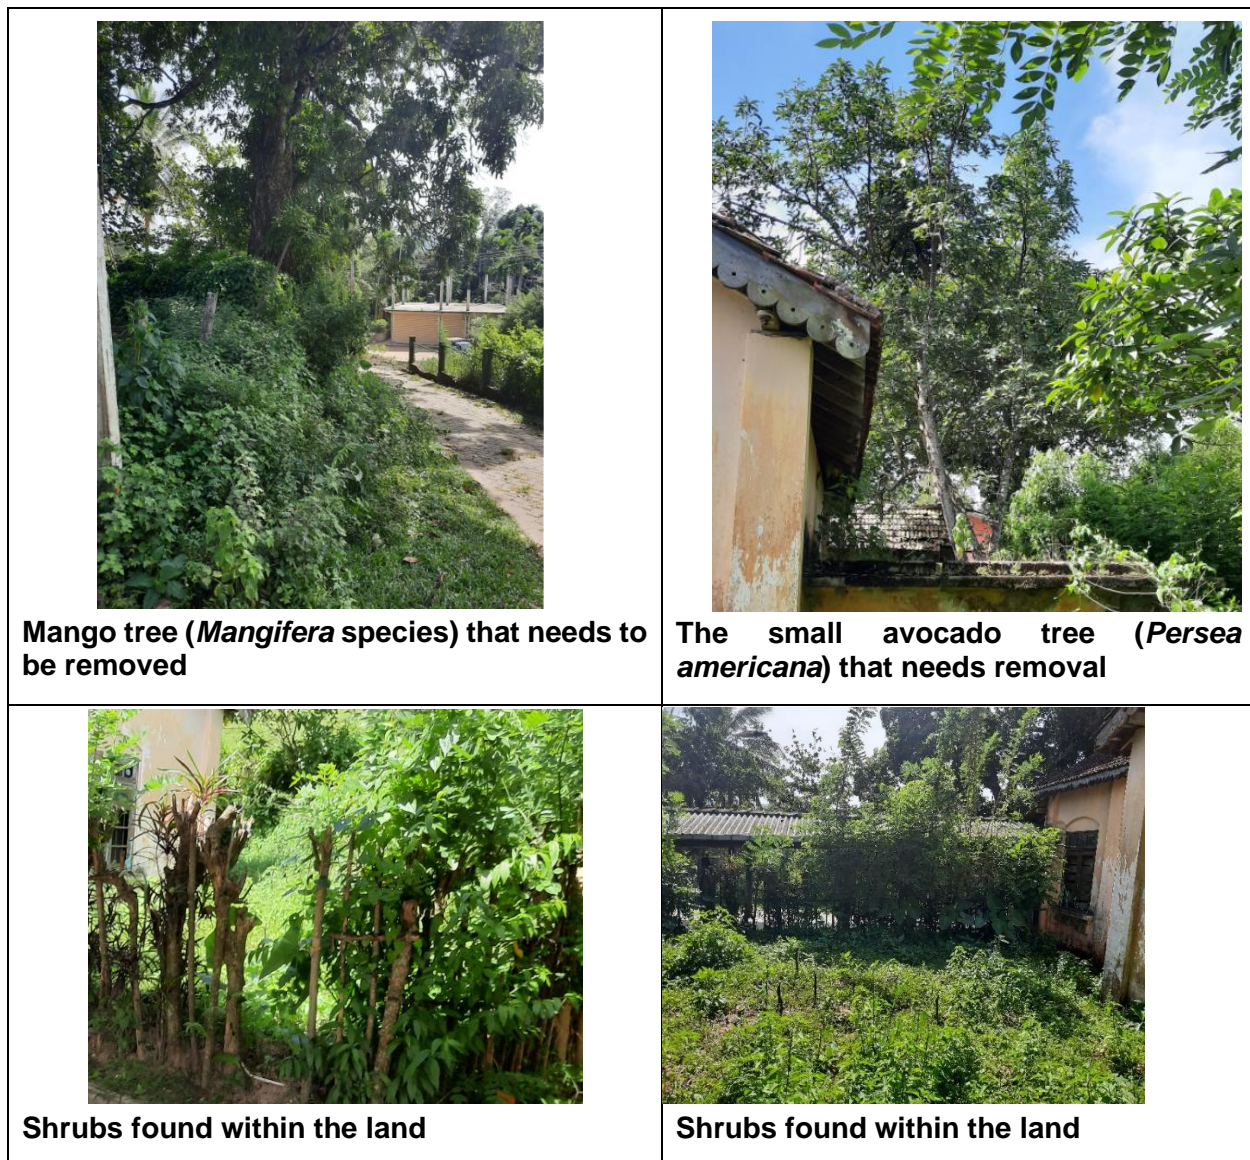 Mango tree (Mangifera species) that needs to
be removed
The small avocado tree (Persea
americana) that needs removal
Shrubs found within the land
Shrubs found within the land